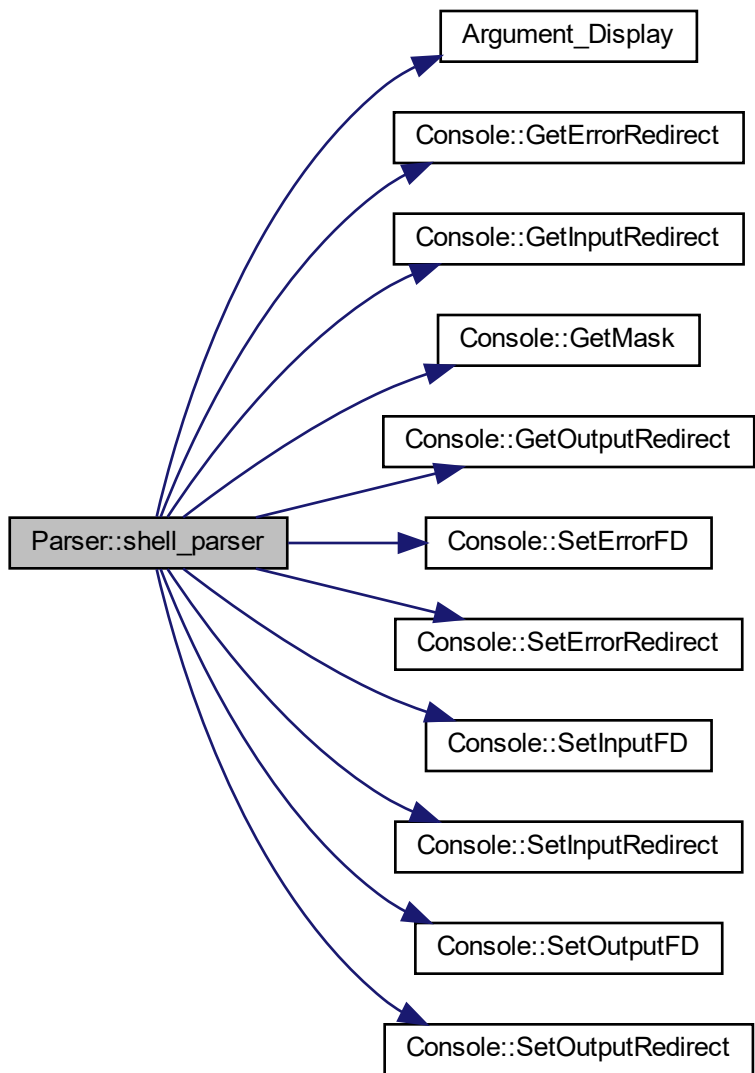 Argument_Display
Console::GetErrorRedirect
Console::GetInputRedirect
Console::GetMask
Console::GetOutputRedirect
Parser::shell_parser
Console::SetErrorFD
Console::SetErrorRedirect
Console::SetInputFD
Console::SetInputRedirect
Console::SetOutputFD
Console::SetOutputRedirect